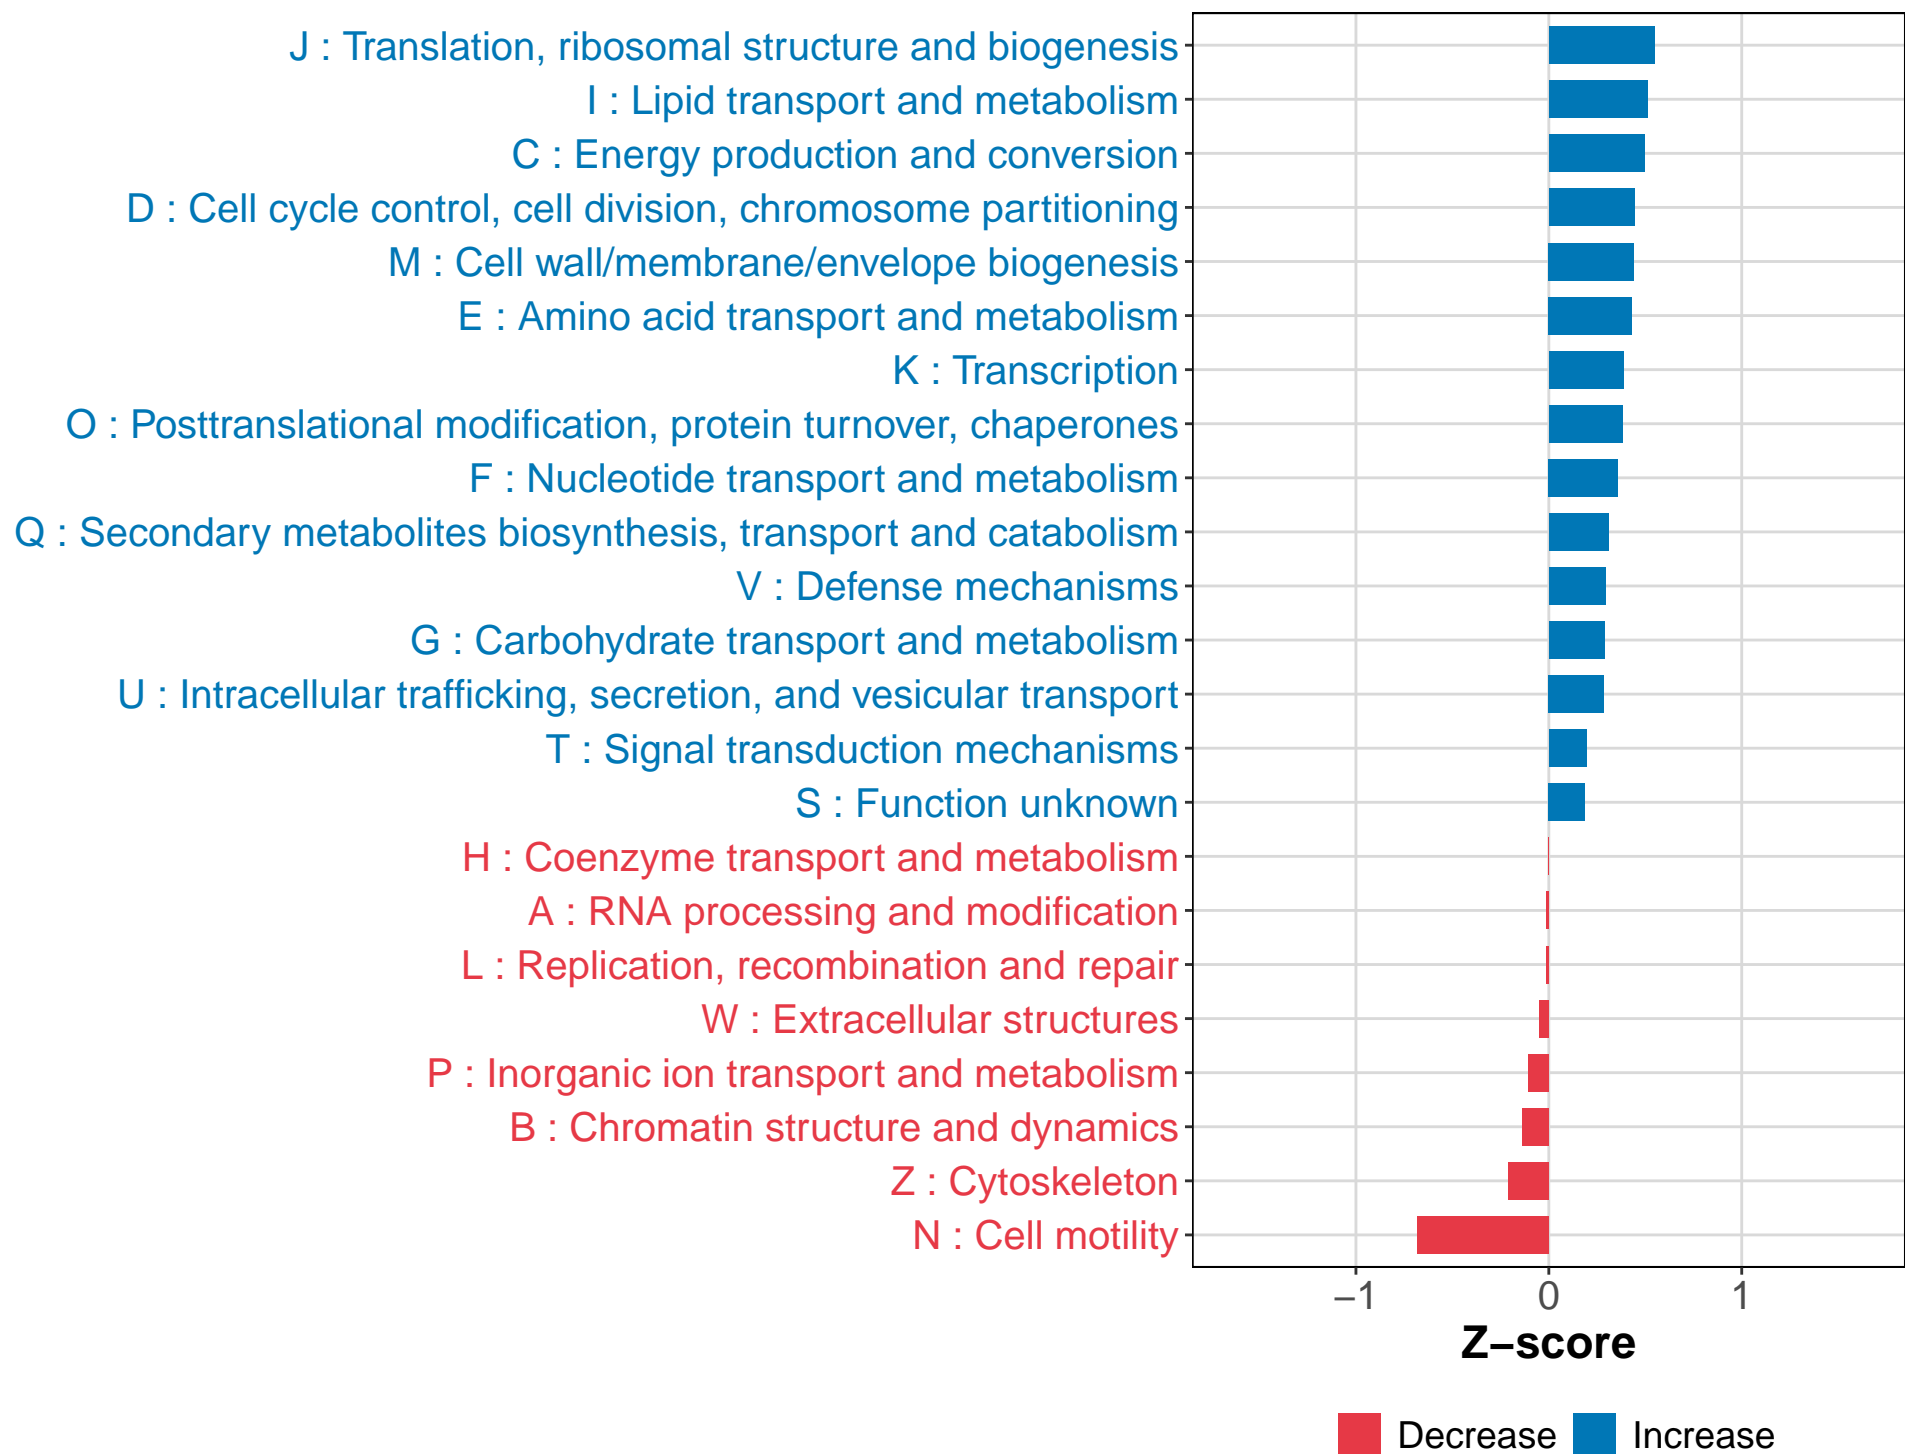 J : Translation, ribosomal structure and biogenesis
I : Lipid transport and metabolism
C : Energy production and conversion
D : Cell cycle control, cell division, chromosome partitioning
M : Cell wall/membrane/envelope biogenesis
E : Amino acid transport and metabolism
K : Transcription
O : Posttranslational modification, protein turnover, chaperones
F : Nucleotide transport and metabolism
Q : Secondary metabolites biosynthesis, transport and catabolism
V : Defense mechanisms
G : Carbohydrate transport and metabolism
U : Intracellular trafficking, secretion, and vesicular transport
T : Signal transduction mechanisms
S : Function unknown
H : Coenzyme transport and metabolism
A : RNA processing and modification
L : Replication, recombination and repair
W : Extracellular structures
P : Inorganic ion transport and metabolism
B : Chromatin structure and dynamics
Z : Cytoskeleton
N : Cell motility
−1 0 1
Z−score
Decrease Increase